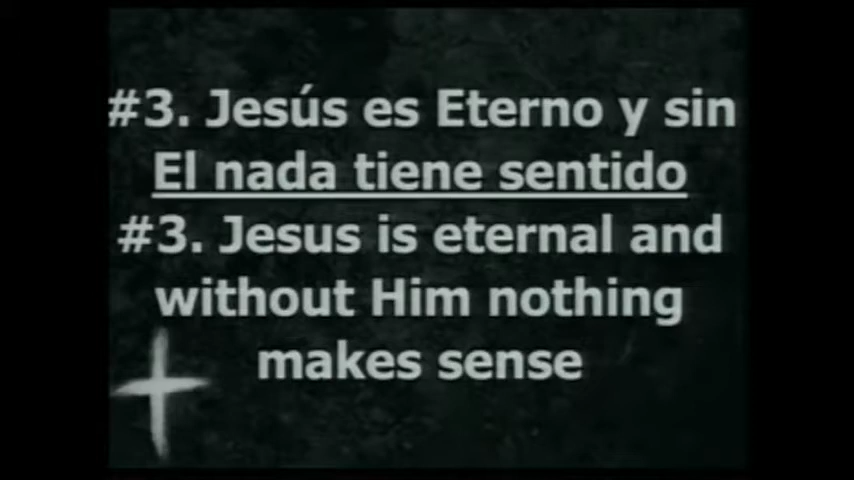 #3. Jesús es Eterno y sin
El nada tiene sentido
#3. Jesus is eternal and
without Him nothing
makes sense